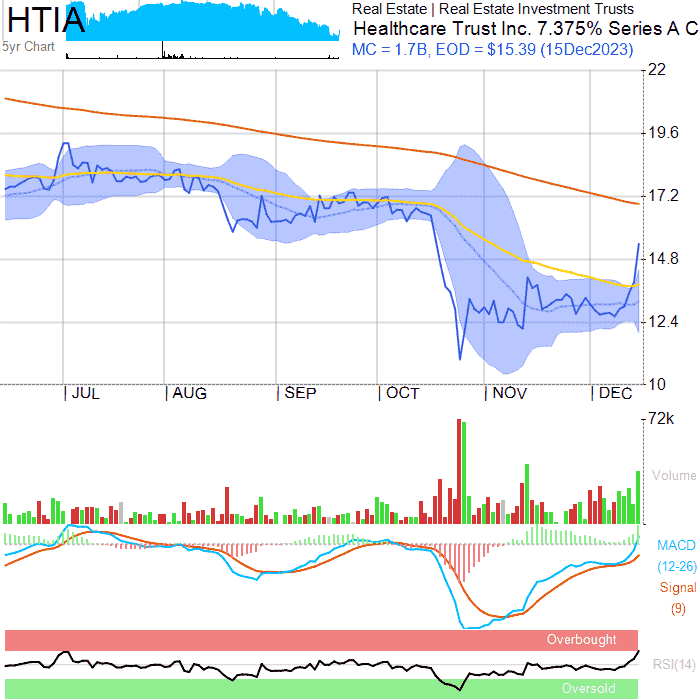 HTIA
5yr Chart
Real Estate | Real Estate Investment Trusts
Healthcare Trust Inc. 7.375% Series A C
MC = 1.7B, EOD = $15.39 (15Dec2023)
22
19.6
17.2
14.8
12.4
10
| JUL | AUG | SEP | OCT | NOV | DEC
72k
Volume
MACD
(12-26)
Signal
(9)
Overbought
RSI(14)
Oversold